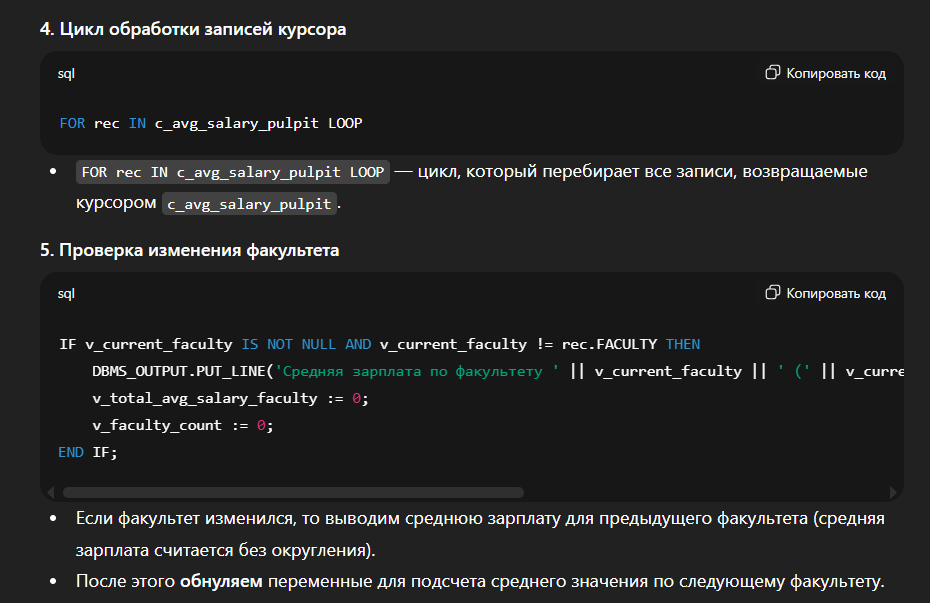 4. Цикл обработки записей курсора
sql
Копировать код
FOR rec IN c_avg_salary_pulpit LOOP
• FOR rec IN c_avg_salary_pulpit LOOP — цикл, который перебирает все записи, возвращаемые
курсором c_avg_salary_pulpit.
5. Проверка изменения факультета
sql
Копировать код
IF v_current_faculty IS NOT NULL AND v_current_faculty != rec.FACULTY THEN
DBMS_OUTPUT.PUT_LINE('Средняя зарплата по факультету ' || v_current_faculty || ' (' || v_curre
v_total_avg_salary_faculty := 0;
v_faculty_count := 0;
END IF;
• Если факультет изменился, то выводим среднюю зарплату для предыдущего факультета (средняя
зарплата считается без округления).
• После этого обнуляем переменные для подсчета среднего значения по следующему факультету.